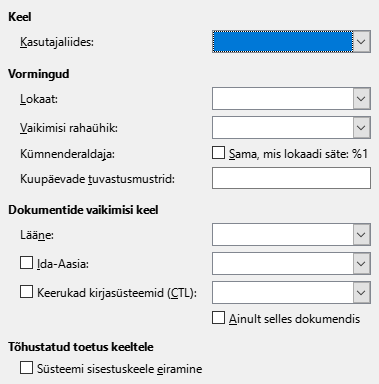 Keel
Kasutajaliides:
Vormingud
Lokaat:
Vaikimisi rahaühik:
Kümnenderaldaja: Sama, mis lokaadi säte: %1
Kuupäevade tuvastusmustrid:
Dokumentide vaikimisi keel
Lääne:
Ida-Aasia:
Keerukad kirjasüsteemid (CTL):
Ainult selles dokumendis
Tõhustatud toetus keeltele
Süsteemi sisestuskeele eiramine